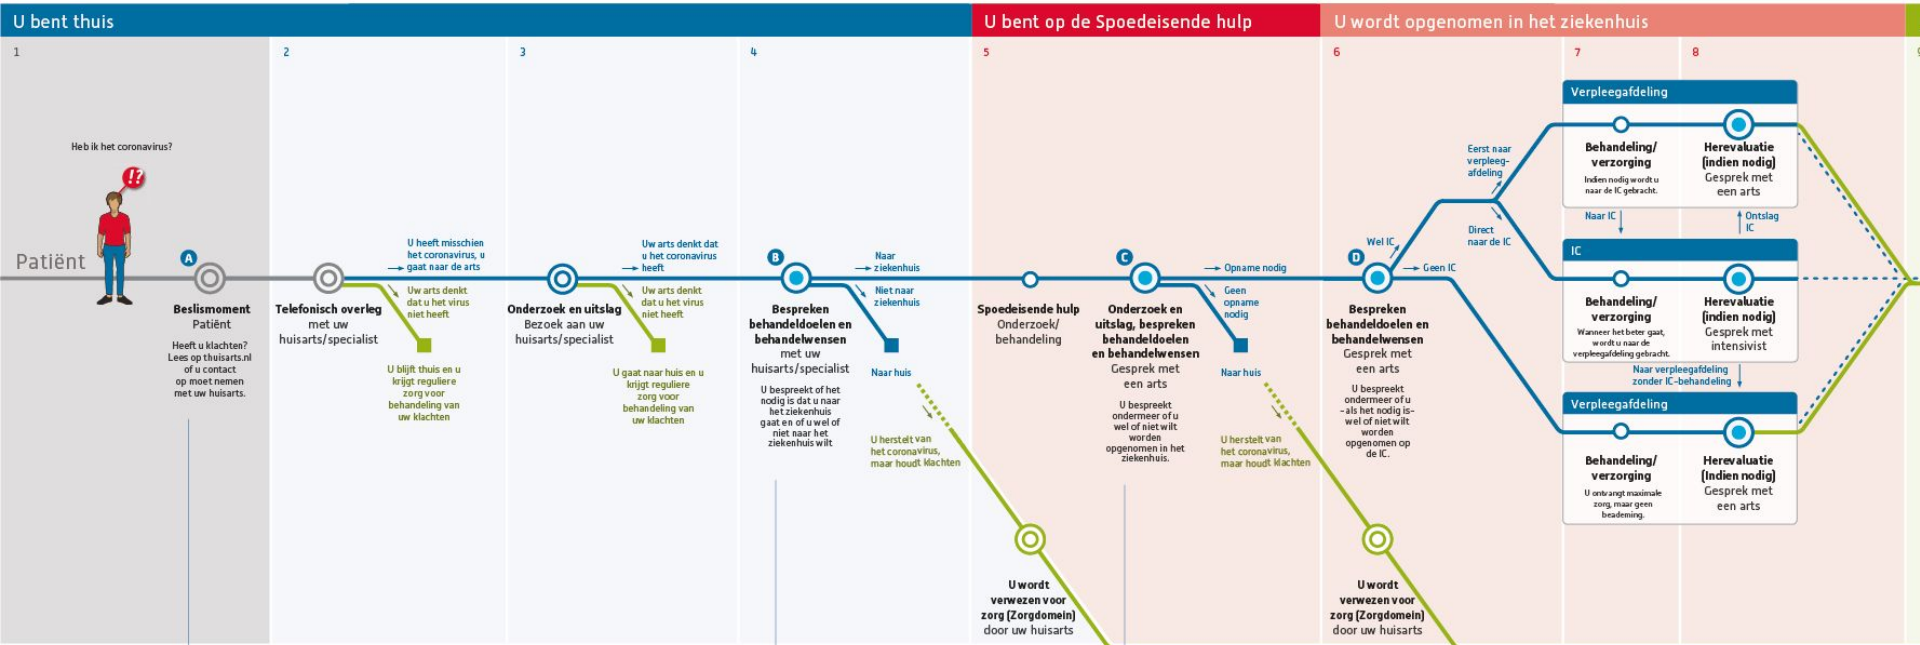 U bent thuis
U bent op de Spoedeisende hulp
U wordt opgenomen in het ziekenhuis
1
2
3
4
5
6
7
8
Heb ik het coronavirus?
!?
Patiënt
A
Beslismoment
Patiënt
Heeft u klachten?
Lees op thuisarts.nl
of u contact
op moet nemen
met uw huisarts.
Telefonisch overleg
met uw
huisarts/specialist
U heeft misschien
het coronavirus, u
gaat naar de arts
Uw arts denkt
dat u het virus
niet heeft
U blijft thuis en u
krijgt reguliere
zorg voor
behandeling van
uw klachten
Onderzoek en uitslag
Bezoek aan uw
huisarts/specialist
Uw arts denkt dat
u het coronavirus
heeft
Uw arts denkt
dat u het virus
niet heeft
U gaat naar huis en u
krijgt reguliere
zorg voor
behandeling van
uw klachten
B
Bespreken
behandeldoelen en
behandelwensen
met uw
huisarts/specialist
U bespreekt of het
nodig is dat u naar
het ziekenhuis
gaat en of u wel of
niet naar het
ziekenhuis wilt
Naar
ziekenhuis
Niet naar
ziekenhuis
Naar huis
U herstelt van
het coronavirus,
maar houdt klachten
Spoedeisende hulp
Onderzoek/
behandeling
U wordt
verwezen voor
zorg (Zorgdomein)
door uw huisarts
C
Onderzoek en
uitslag, bespreken
behandeldoelen
en behandelwensen
Gesprek met
een arts
U bespreekt
ondermeer of u
wel of niet wilt
worden
opgenomen in het
ziekenhuis.
Opname nodig
Geen
opname
nodig
Naar huis
U herstelt van
het coronavirus,
maar houdt klachten
D
Bespreken
behandeldoelen en
behandelwensen
Gesprek met
een arts
U bespreekt
ondermeer of u
-als het nodig is-
wel of niet wilt
worden
opgenomen op
de IC.
U wordt
verwezen voor
zorg (Zorgdomein)
door uw huisarts
Wel IC
Geen IC
Eerst naar
verpleeg-
afdeling
Direct
naar de IC
Verpleegafdeling
Behandeling/
verzorging
Indien nodig wordt u
naar de IC gebracht.
Herevaluatie
(indien nodig)
Gesprek met
een arts
Naar IC
Ontslag
IC
IC
Behandeling/
verzorging
Wanneer het beter gaat,
wordt u naar de
verpleegafdeling gebracht.
Herevaluatie
(indien nodig)
Gesprek met
intensivist
Naar verpleegafdeling
zonder IC-behandeling
Verpleegafdeling
Behandeling/
verzorging
U ontvangt maximale
zorg, maar geen
beademing.
Herevaluatie
(Indien nodig)
Gesprek met
een arts